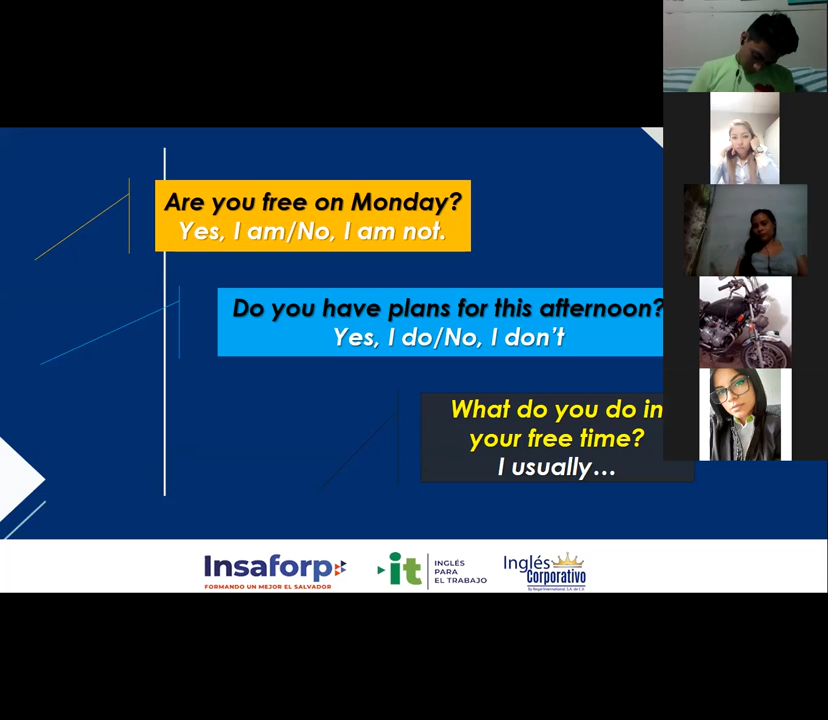 Are you free on Monday?
Yes, I am/No, I am not.
Do you have plans for this afternoon?
Yes, I do/No, I don't
What do you do in
your free time?
I usually...
Insaforp
FORMANDO UN MEJOR EL SALVADOR
it
INGLÉS
PARA
EL TRABAJO
Inglés
Corporativo